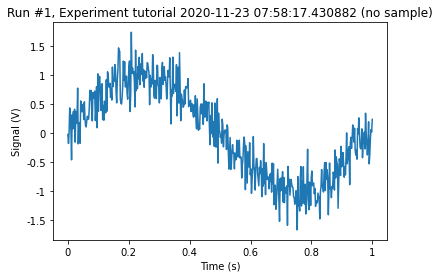 Run #1, Experiment tutorial 2020-11-23 07:58:17.430882 (no sample)
Signal (V)
1.5
1
0.5
0
-0.5
-1
-1.5
0 0.2 0.4 0.6 0.8 1
Time (s)